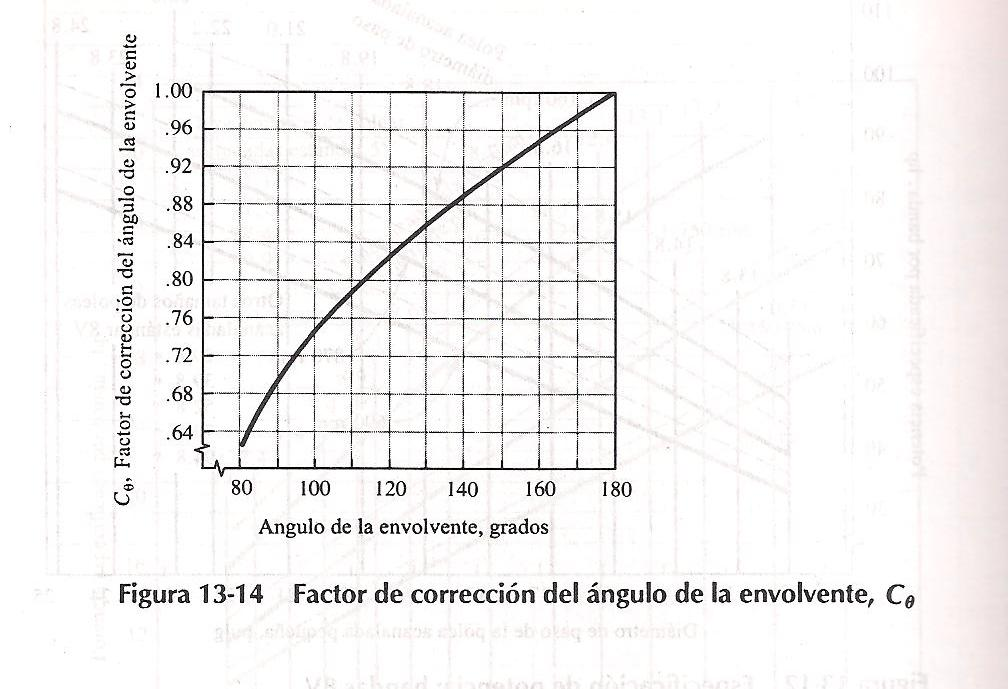 C_θ, Factor de corrección del ángulo de la envolvente
1.00
.96
.92
.88
.84
.80
.76
.72
.68
.64
80 100 120 140 160 180
Angulo de la envolvente, grados
Figura 13-14 Factor de corrección del ángulo de la envolvente, C_θ